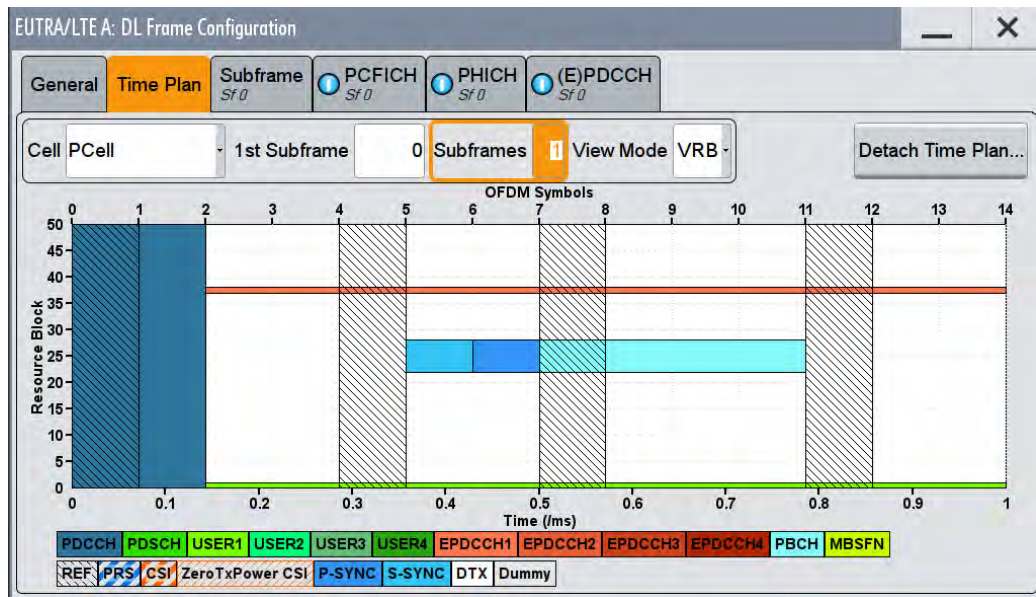 EUTRA/LTE A: DL Frame Configuration
General Time Plan Subframe Sf 0 PCFICH Sf 0 PHICH Sf 0 (E)PDCCH Sf 0
Cell PCell 1st Subframe 0 Subframes 1 View Mode VRB Detach Time Plan...
OFDM Symbols
0 1 2 3 4 5 6 7 8 9 10 11 12 13 14
50
45
40
35
30
25
20
15
10
5
0
Resource Block
0 0.1 0.2 0.3 0.4 0.5 0.6 0.7 0.8 0.9 1
Time (/ms)
PDCCH PDSCH USER1 USER2 USER3 USER4 EPDCCH1 EPDCCH2 EPDCCH3 EPDCCH4 PBCH MBSFN
REF PRS CSI ZeroTxPower CSI P-SYNC S-SYNC DTX Dummy